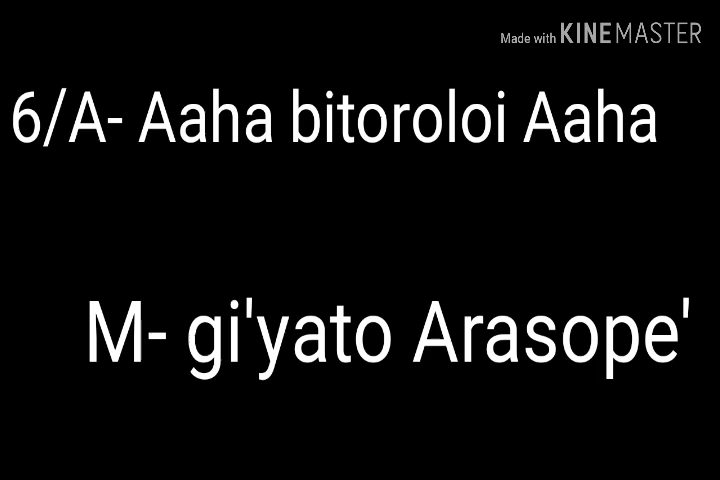 Made with KINEMASTER
6/A- Aaha bitoroloi Aaha
M- gi'yato Arasope'